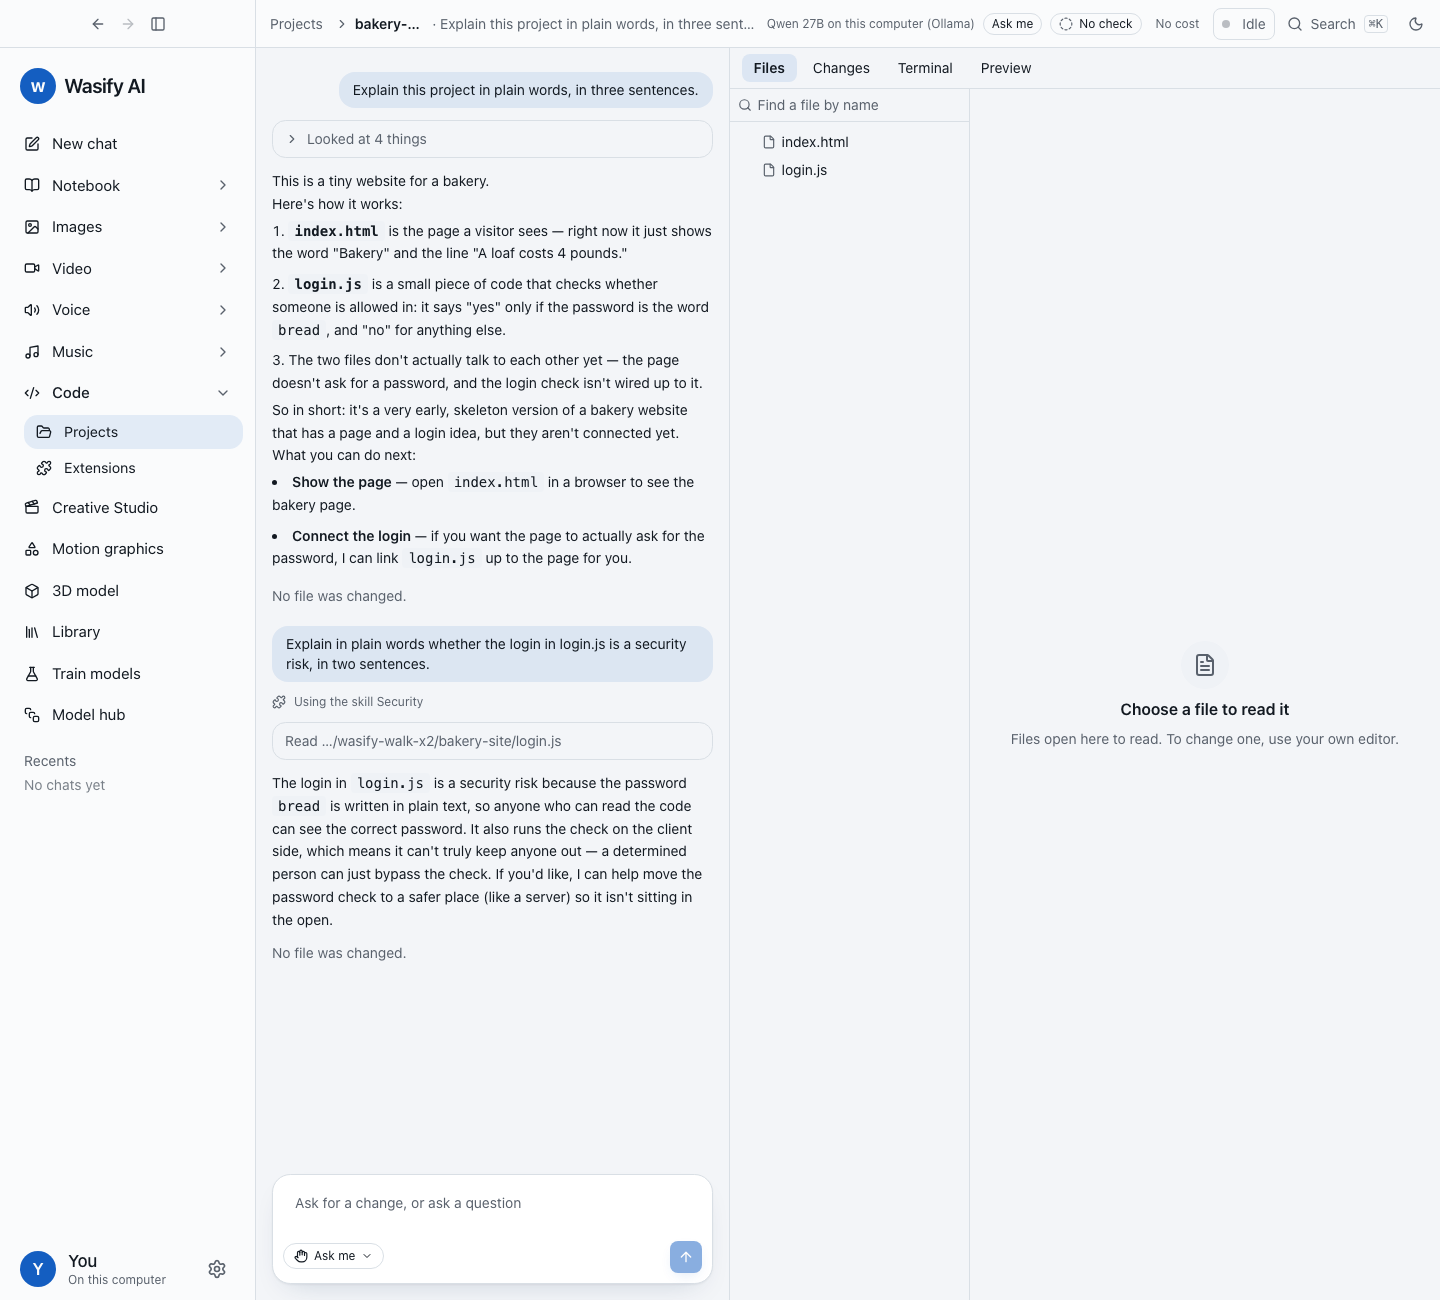 Projects
bakery-...
· Explain this project in plain words, in three sent...
Qwen 27B on this computer (Ollama)
Ask me
No check
No cost
Idle
Search
⌘K
W
Wasify AI
New chat
Notebook
Images
Video
Voice
Music
Code
Projects
Extensions
Creative Studio
Motion graphics
3D model
Library
Train models
Model hub
Recents
No chats yet
Y
You
On this computer
Explain this project in plain words, in three sentences.
Looked at 4 things
This is a tiny website for a bakery.
Here's how it works:
1. index.html is the page a visitor sees — right now it just shows
the word "Bakery" and the line "A loaf costs 4 pounds."
2. login.js is a small piece of code that checks whether
someone is allowed in: it says "yes" only if the password is the word
bread , and "no" for anything else.
3. The two files don't actually talk to each other yet — the page
doesn't ask for a password, and the login check isn't wired up to it.
So in short: it's a very early, skeleton version of a bakery website
that has a page and a login idea, but they aren't connected yet.
What you can do next:
• Show the page — open index.html in a browser to see the
bakery page.
• Connect the login — if you want the page to actually ask for the
password, I can link login.js up to the page for you.
No file was changed.
Explain in plain words whether the login in login.js is a security
risk, in two sentences.
Using the skill Security
Read .../wasify-walk-x2/bakery-site/login.js
The login in login.js is a security risk because the password
bread is written in plain text, so anyone who can read the code
can see the correct password. It also runs the check on the client
side, which means it can't truly keep anyone out — a determined
person can just bypass the check. If you'd like, I can help move the
password check to a safer place (like a server) so it isn't sitting in
the open.
No file was changed.
Ask for a change, or ask a question
Ask me
Files
Changes
Terminal
Preview
Find a file by name
index.html
login.js
Choose a file to read it
Files open here to read. To change one, use your own editor.